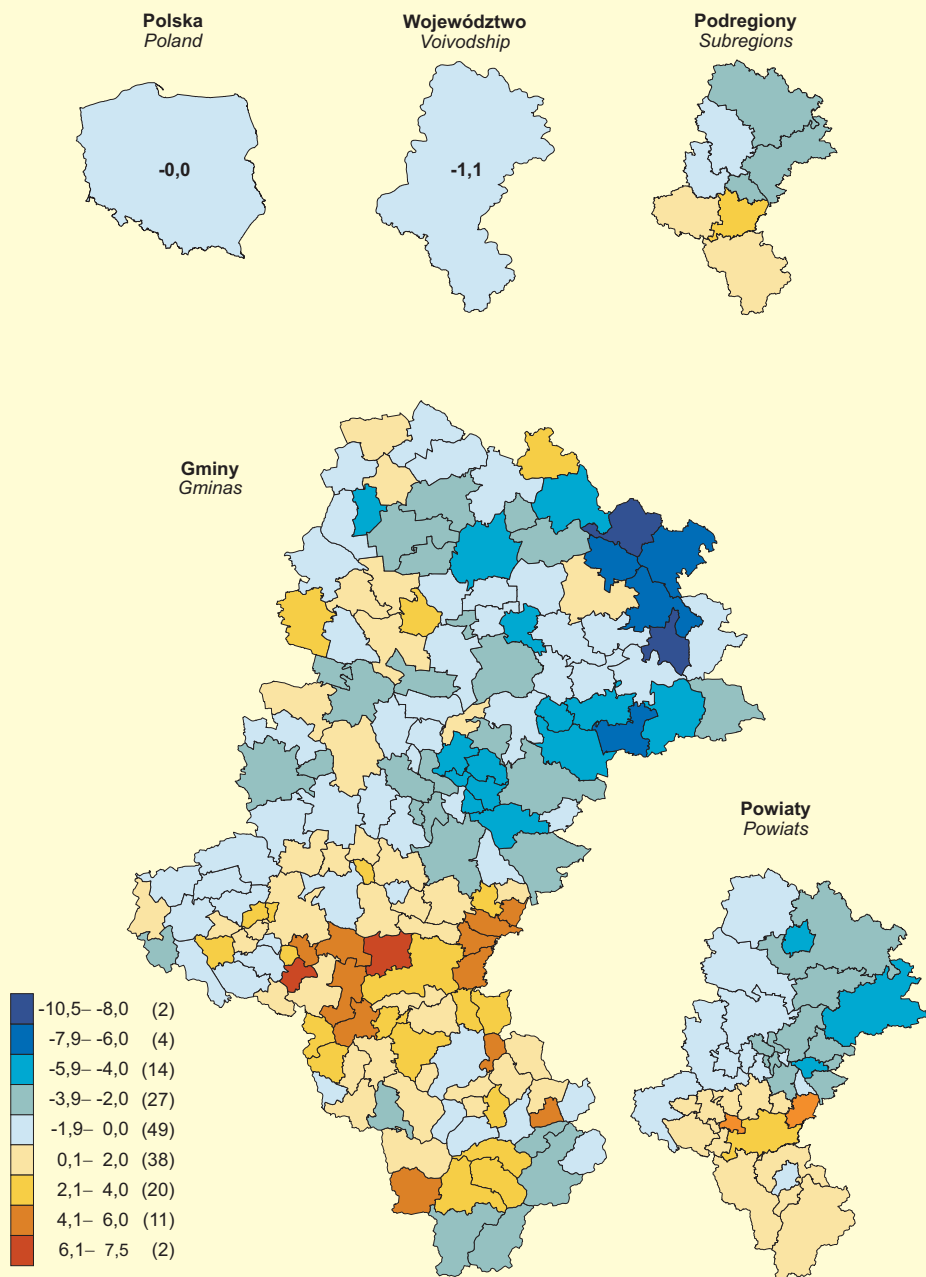 Polska
Poland
Województwo
Voivodship
Podregiony
Subregions
-0,0
-1,1
Gminy
Gminas
Powiaty
Powiats
-10,5– -8,0 (2)
-7,9– -6,0 (4)
-5,9– -4,0 (14)
-3,9– -2,0 (27)
-1,9– 0,0 (49)
0,1– 2,0 (38)
2,1– 4,0 (20)
4,1– 6,0 (11)
6,1– 7,5 (2)